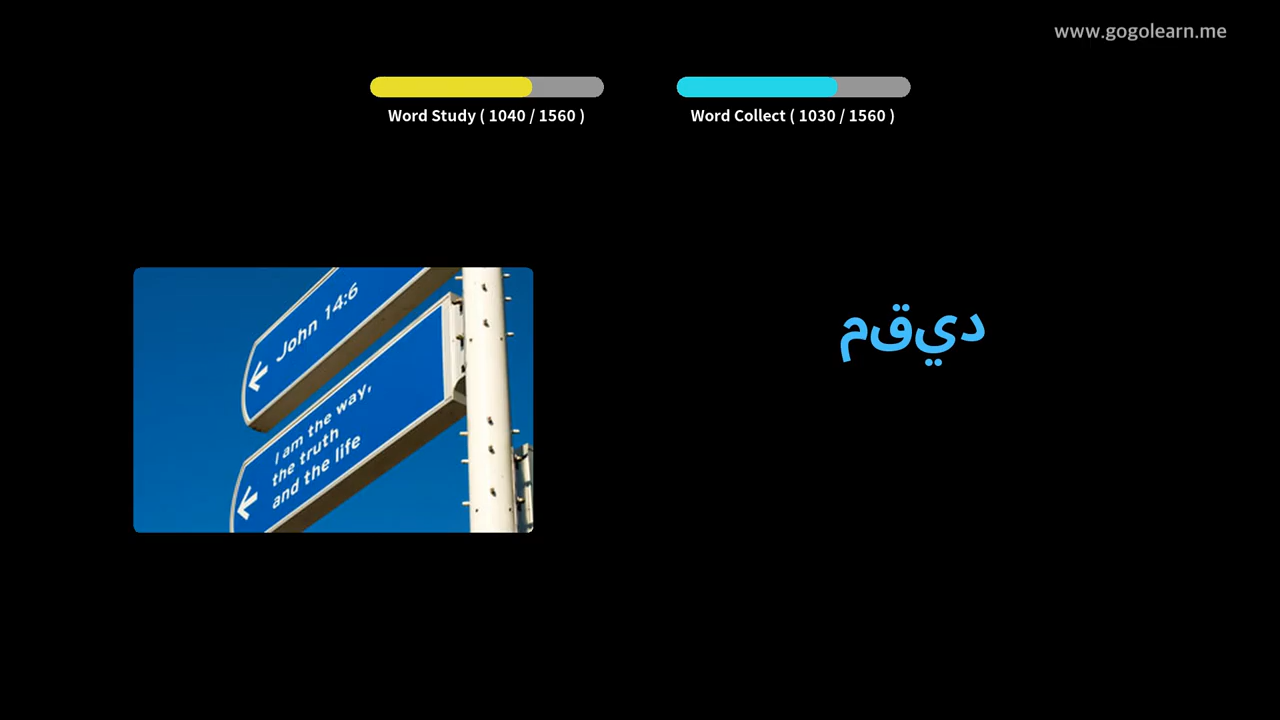 www.gogolearn.me
Word Study ( 1040 / 1560 )
Word Collect ( 1030 / 1560 )
John 14:6
I am the way,
the truth
and the life
دي‌ق‌م